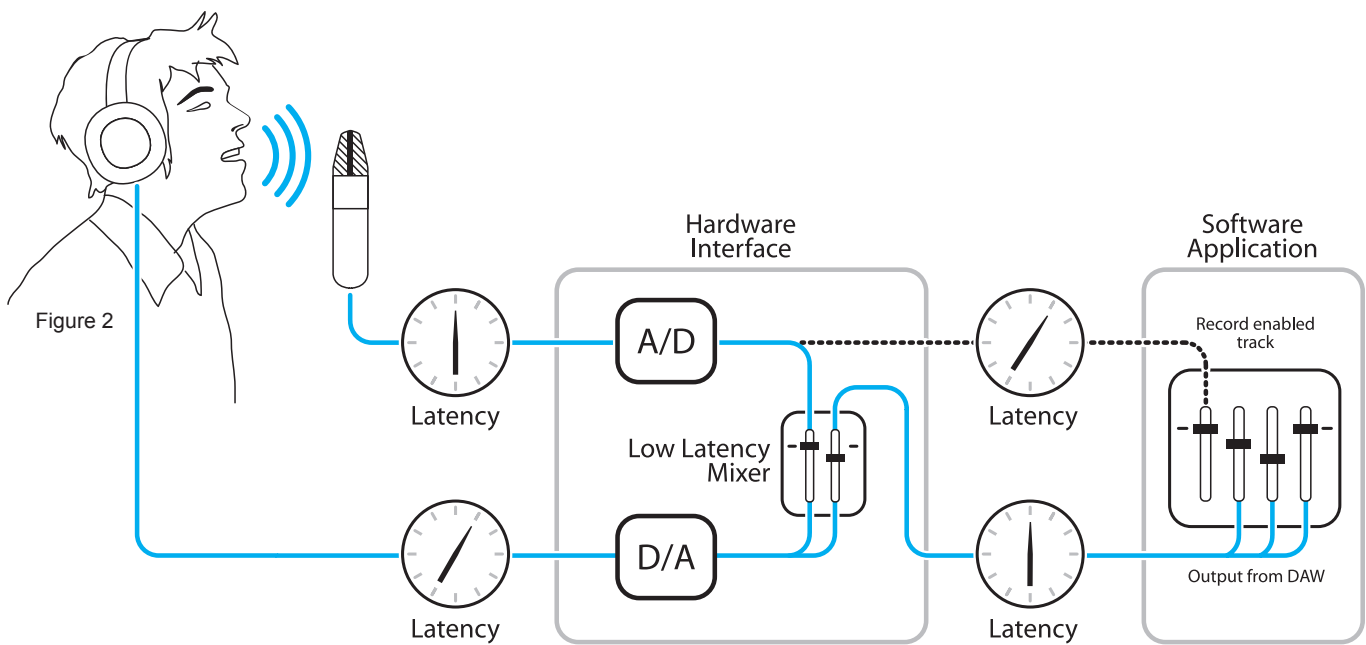 Hardware
Interface
Software
Application
Figure 2
Record enabled
track
A/D
Latency
Latency
Low Latency
Mixer
D/A
Output from DAW
Latency
Latency